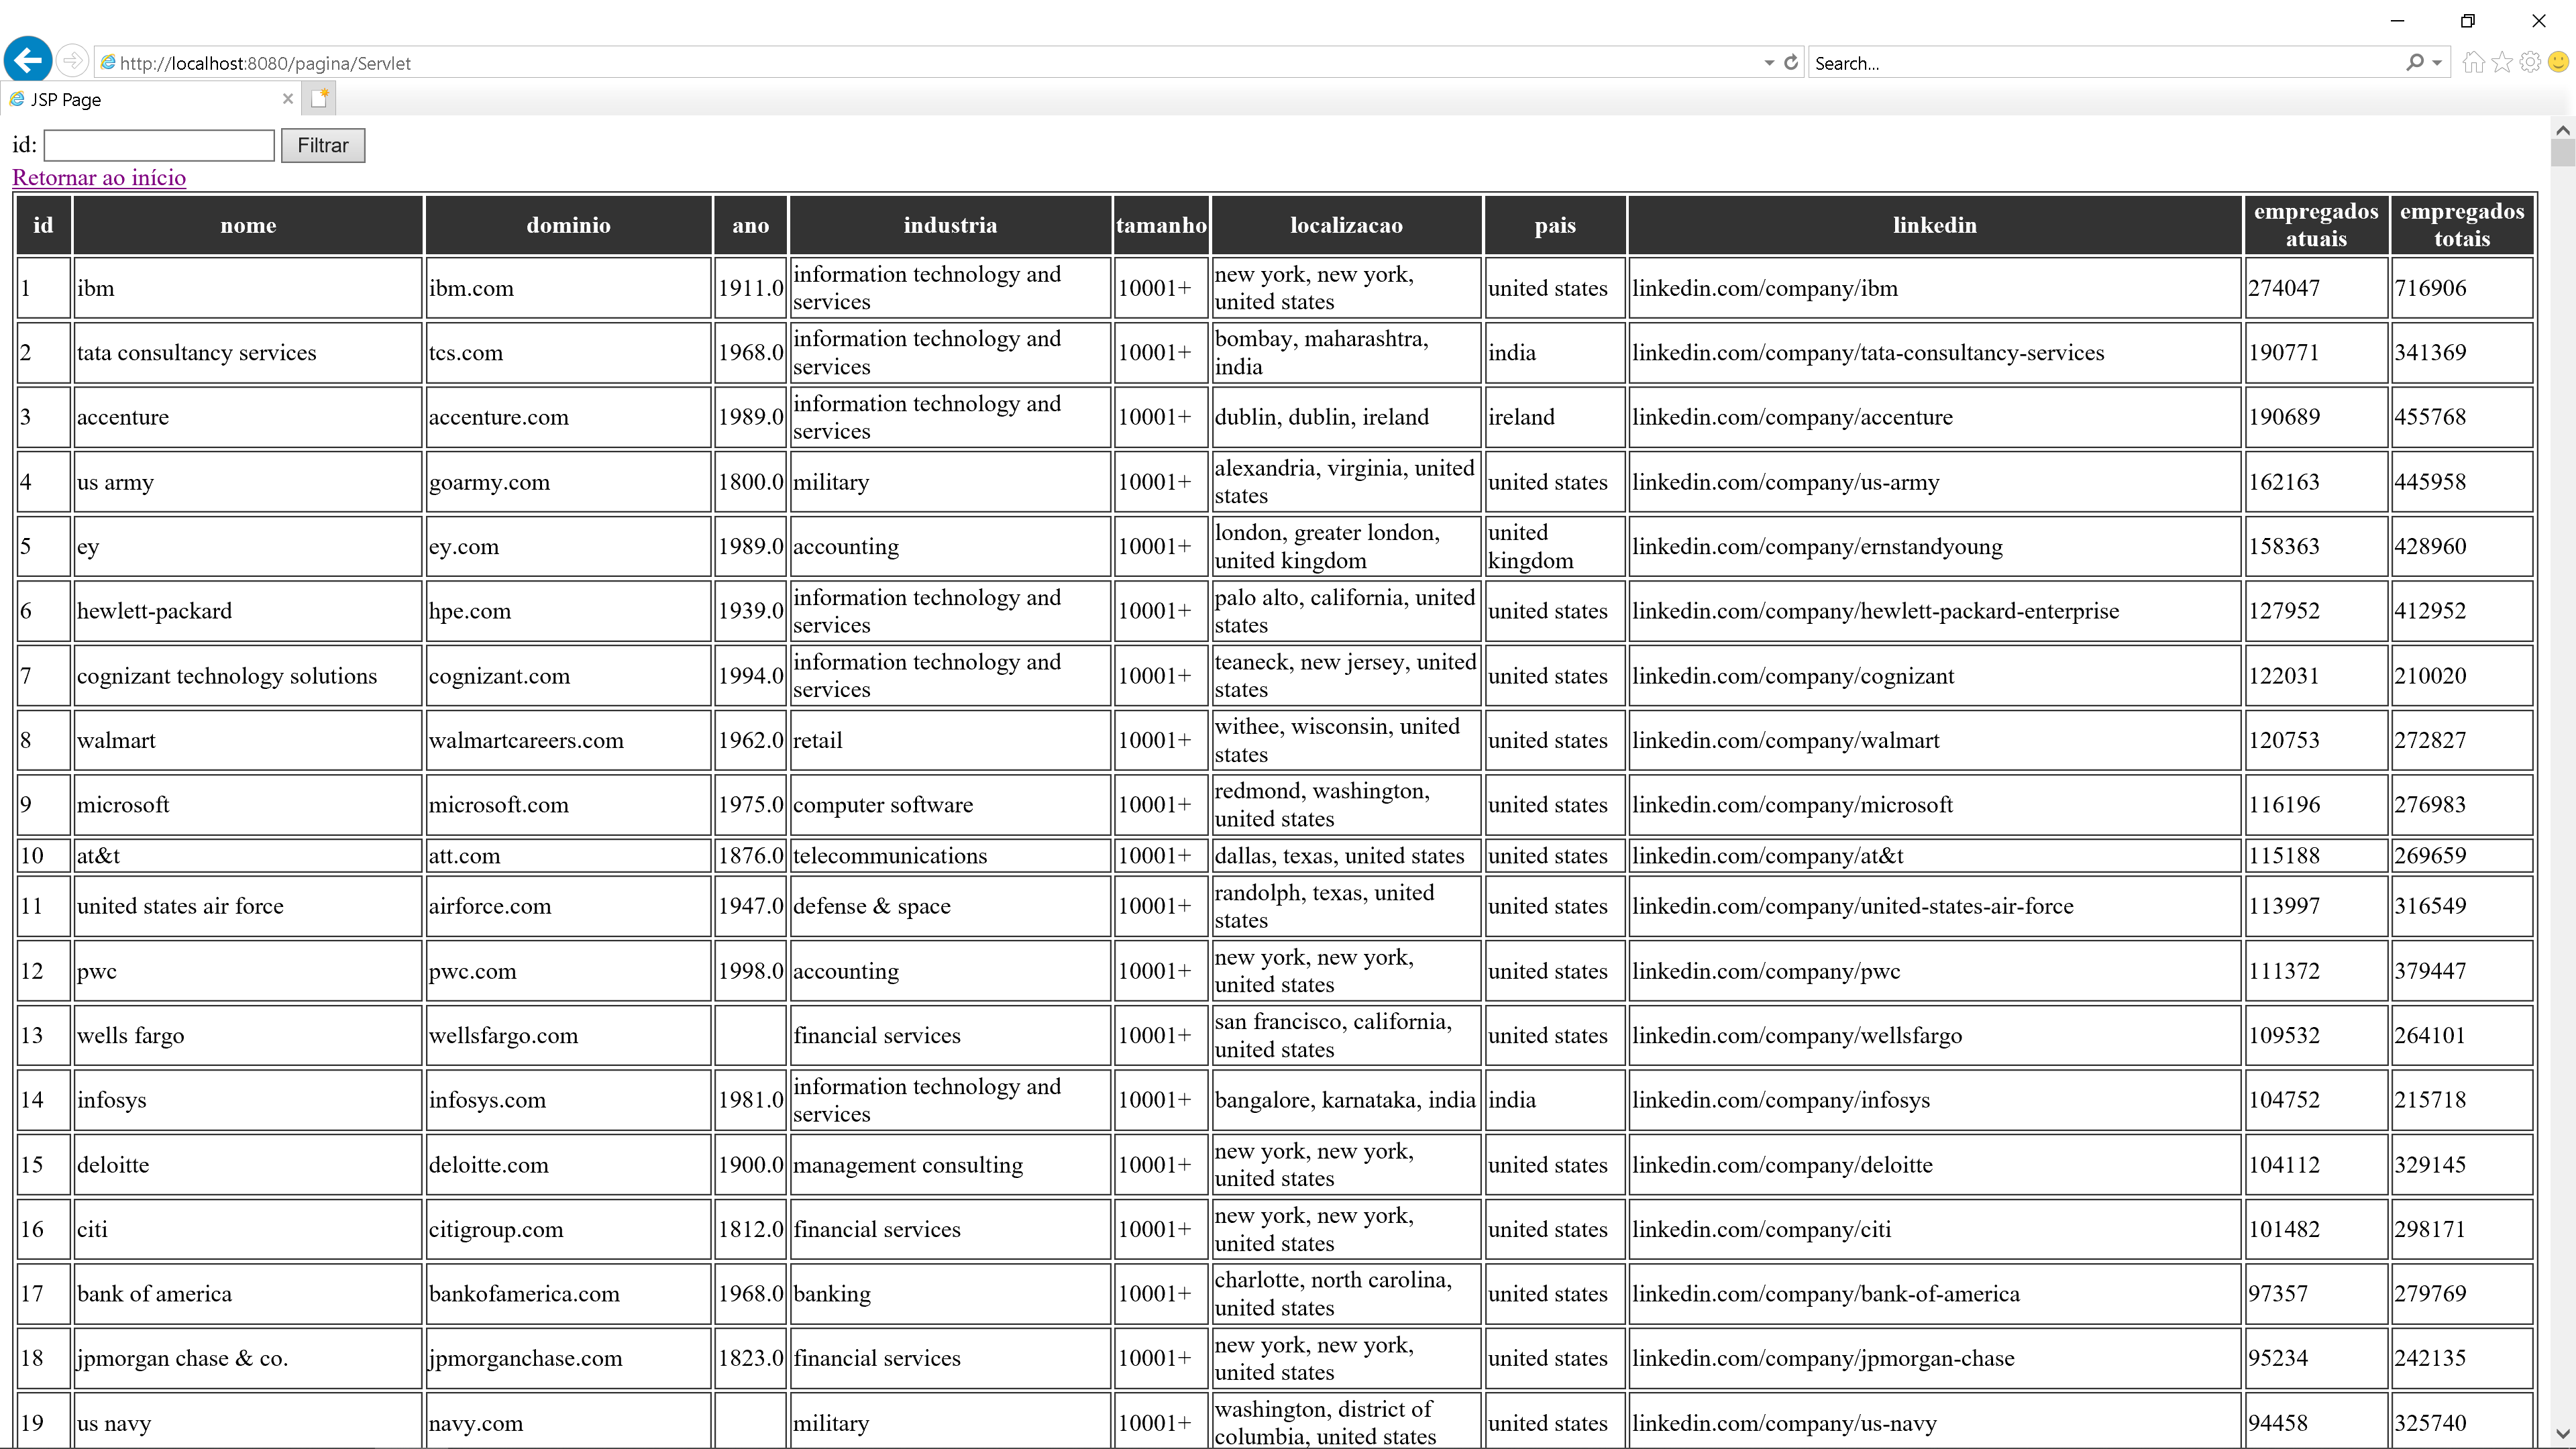 http://localhost:8080/pagina/Servlet
Search...
JSP Page
id: Filtrar
Retornar ao início
id nome dominio ano industria tamanho localizacao pais linkedin empregados atuais empregados totais
1 ibm ibm.com 1911.0 information technology and services 10001+ new york, new york, united states united states linkedin.com/company/ibm 274047 716906
2 tata consultancy services tcs.com 1968.0 information technology and services 10001+ bombay, maharashtra, india india linkedin.com/company/tata-consultancy-services 190771 341369
3 accenture accenture.com 1989.0 information technology and services 10001+ dublin, dublin, ireland ireland linkedin.com/company/accenture 190689 455768
4 us army goarmy.com 1800.0 military 10001+ alexandria, virginia, united states united states linkedin.com/company/us-army 162163 445958
5 ey ey.com 1989.0 accounting 10001+ london, greater london, united kingdom united kingdom linkedin.com/company/ernstandyoung 158363 428960
6 hewlett-packard hpe.com 1939.0 information technology and services 10001+ palo alto, california, united states united states linkedin.com/company/hewlett-packard-enterprise 127952 412952
7 cognizant technology solutions cognizant.com 1994.0 information technology and services 10001+ teaneck, new jersey, united states united states linkedin.com/company/cognizant 122031 210020
8 walmart walmartcareers.com 1962.0 retail 10001+ withee, wisconsin, united states united states linkedin.com/company/walmart 120753 272827
9 microsoft microsoft.com 1975.0 computer software 10001+ redmond, washington, united states united states linkedin.com/company/microsoft 116196 276983
10 at&t att.com 1876.0 telecommunications 10001+ dallas, texas, united states united states linkedin.com/company/at&t 115188 269659
11 united states air force airforce.com 1947.0 defense & space 10001+ randolph, texas, united states united states linkedin.com/company/united-states-air-force 113997 316549
12 pwc pwc.com 1998.0 accounting 10001+ new york, new york, united states united states linkedin.com/company/pwc 111372 379447
13 wells fargo wellsfargo.com financial services 10001+ san francisco, california, united states united states linkedin.com/company/wellsfargo 109532 264101
14 infosys infosys.com 1981.0 information technology and services 10001+ bangalore, karnataka, india india linkedin.com/company/infosys 104752 215718
15 deloitte deloitte.com 1900.0 management consulting 10001+ new york, new york, united states united states linkedin.com/company/deloitte 104112 329145
16 citi citigroup.com 1812.0 financial services 10001+ new york, new york, united states united states linkedin.com/company/citi 101482 298171
17 bank of america bankofamerica.com 1968.0 banking 10001+ charlotte, north carolina, united states united states linkedin.com/company/bank-of-america 97357 279769
18 jpmorgan chase & co. jpmorganchase.com 1823.0 financial services 10001+ new york, new york, united states united states linkedin.com/company/jpmorgan-chase 95234 242135
19 us navy navy.com military 10001+ washington, district of columbia, united states united states linkedin.com/company/us-navy 94458 325740